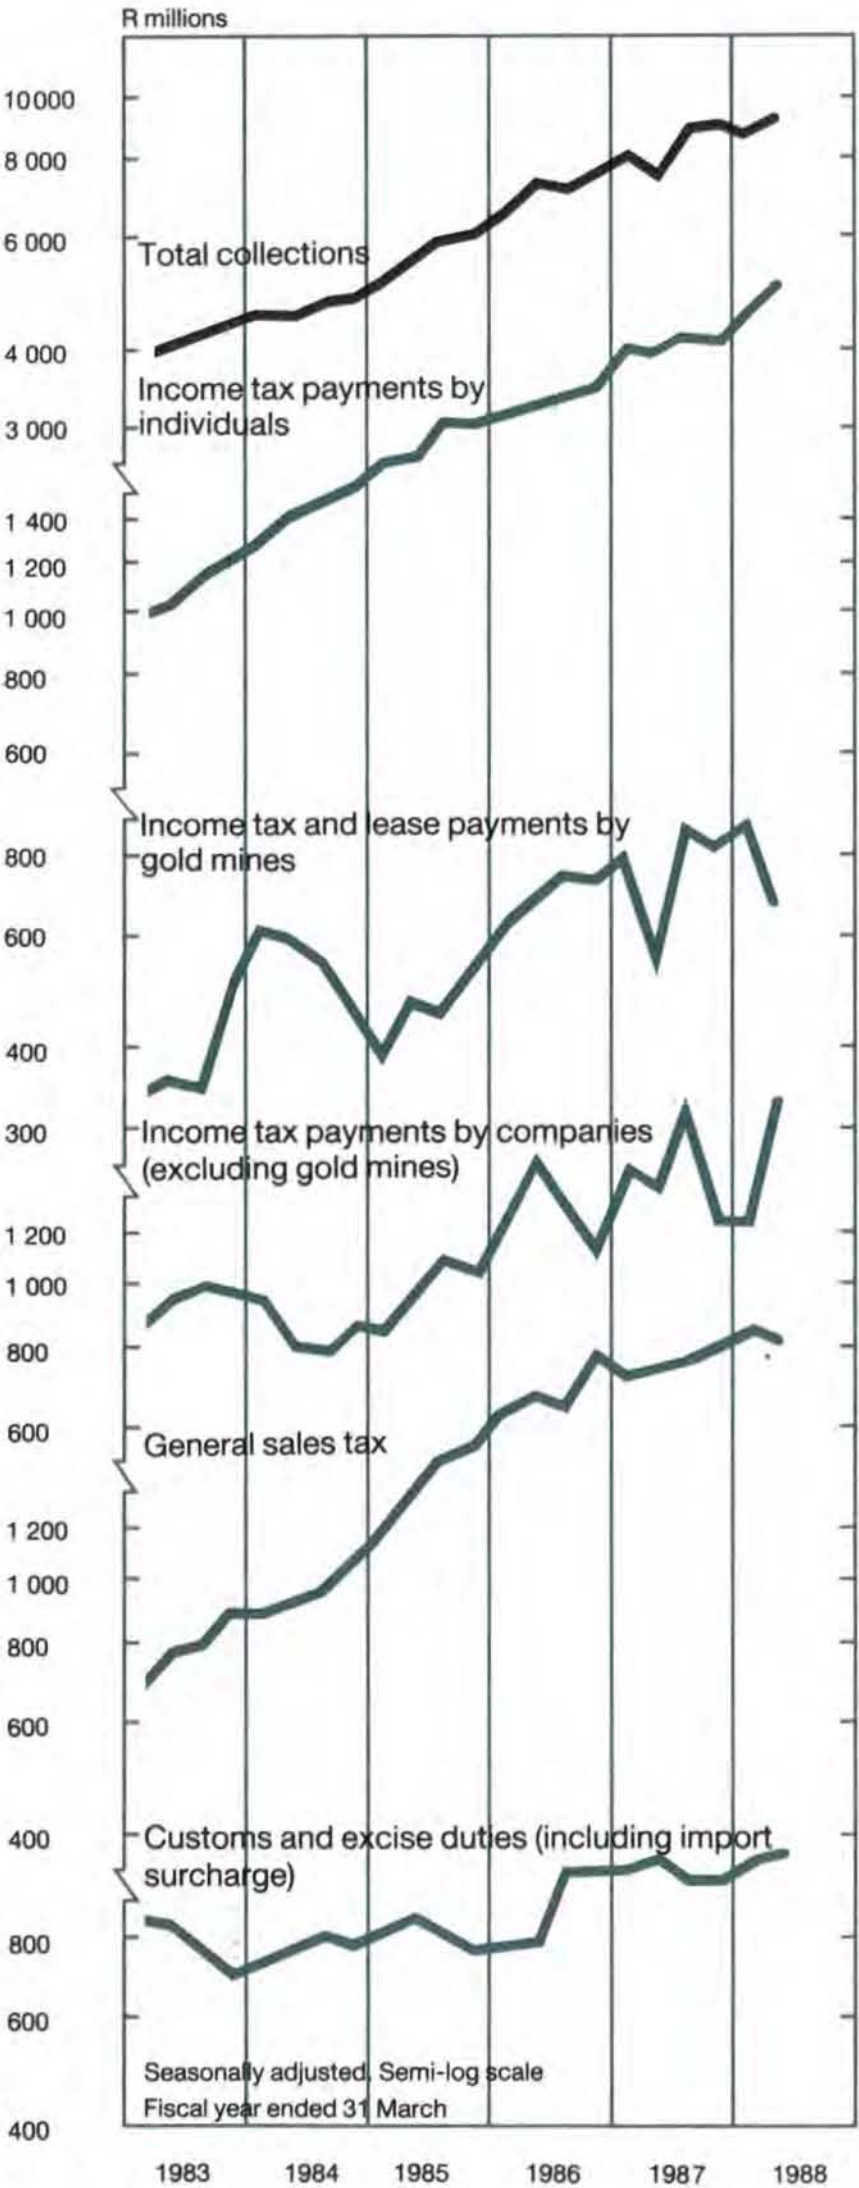 R millions
10000
8 000
6 000
Total collections
4 000
Income tax payments by
individuals
3 000
1 400
1 200
1 000
800
600
Income tax and lease payments by
gold mines
800
600
400
300
Income tax payments by companies
(excluding gold mines)
1 200
1 000
800
600
General sales tax
1 200
1 000
800
600
400
Customs and excise duties (including import
surcharge)
800
600
Seasonally adjusted. Semi-log scale
Fiscal year ended 31 March
400
1983 1984 1985 1986 1987 1988